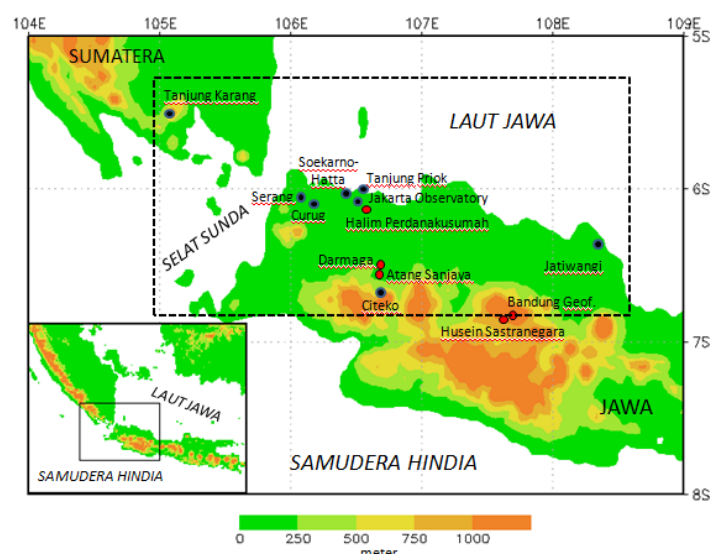 104E 105E 106E 107E 108E 109E
5S
SUMATERA
Tanjung Karang
LAUT JAWA
Soekarno-
Hatta
Tanjung Priok
6S
Serang
Jakarta Observatory
Curug
Halim Perdanakusumah
SELAT SUNDA
Darmaga
Atang Sanjaya
Jatiwangi
Citeko
Bandung Geof.
Husein Sastranegara
7S
LAUT JAWA
JAWA
SAMUDERA HINDIA
SAMUDERA HINDIA
8S
0 250 500 750 1000
meter